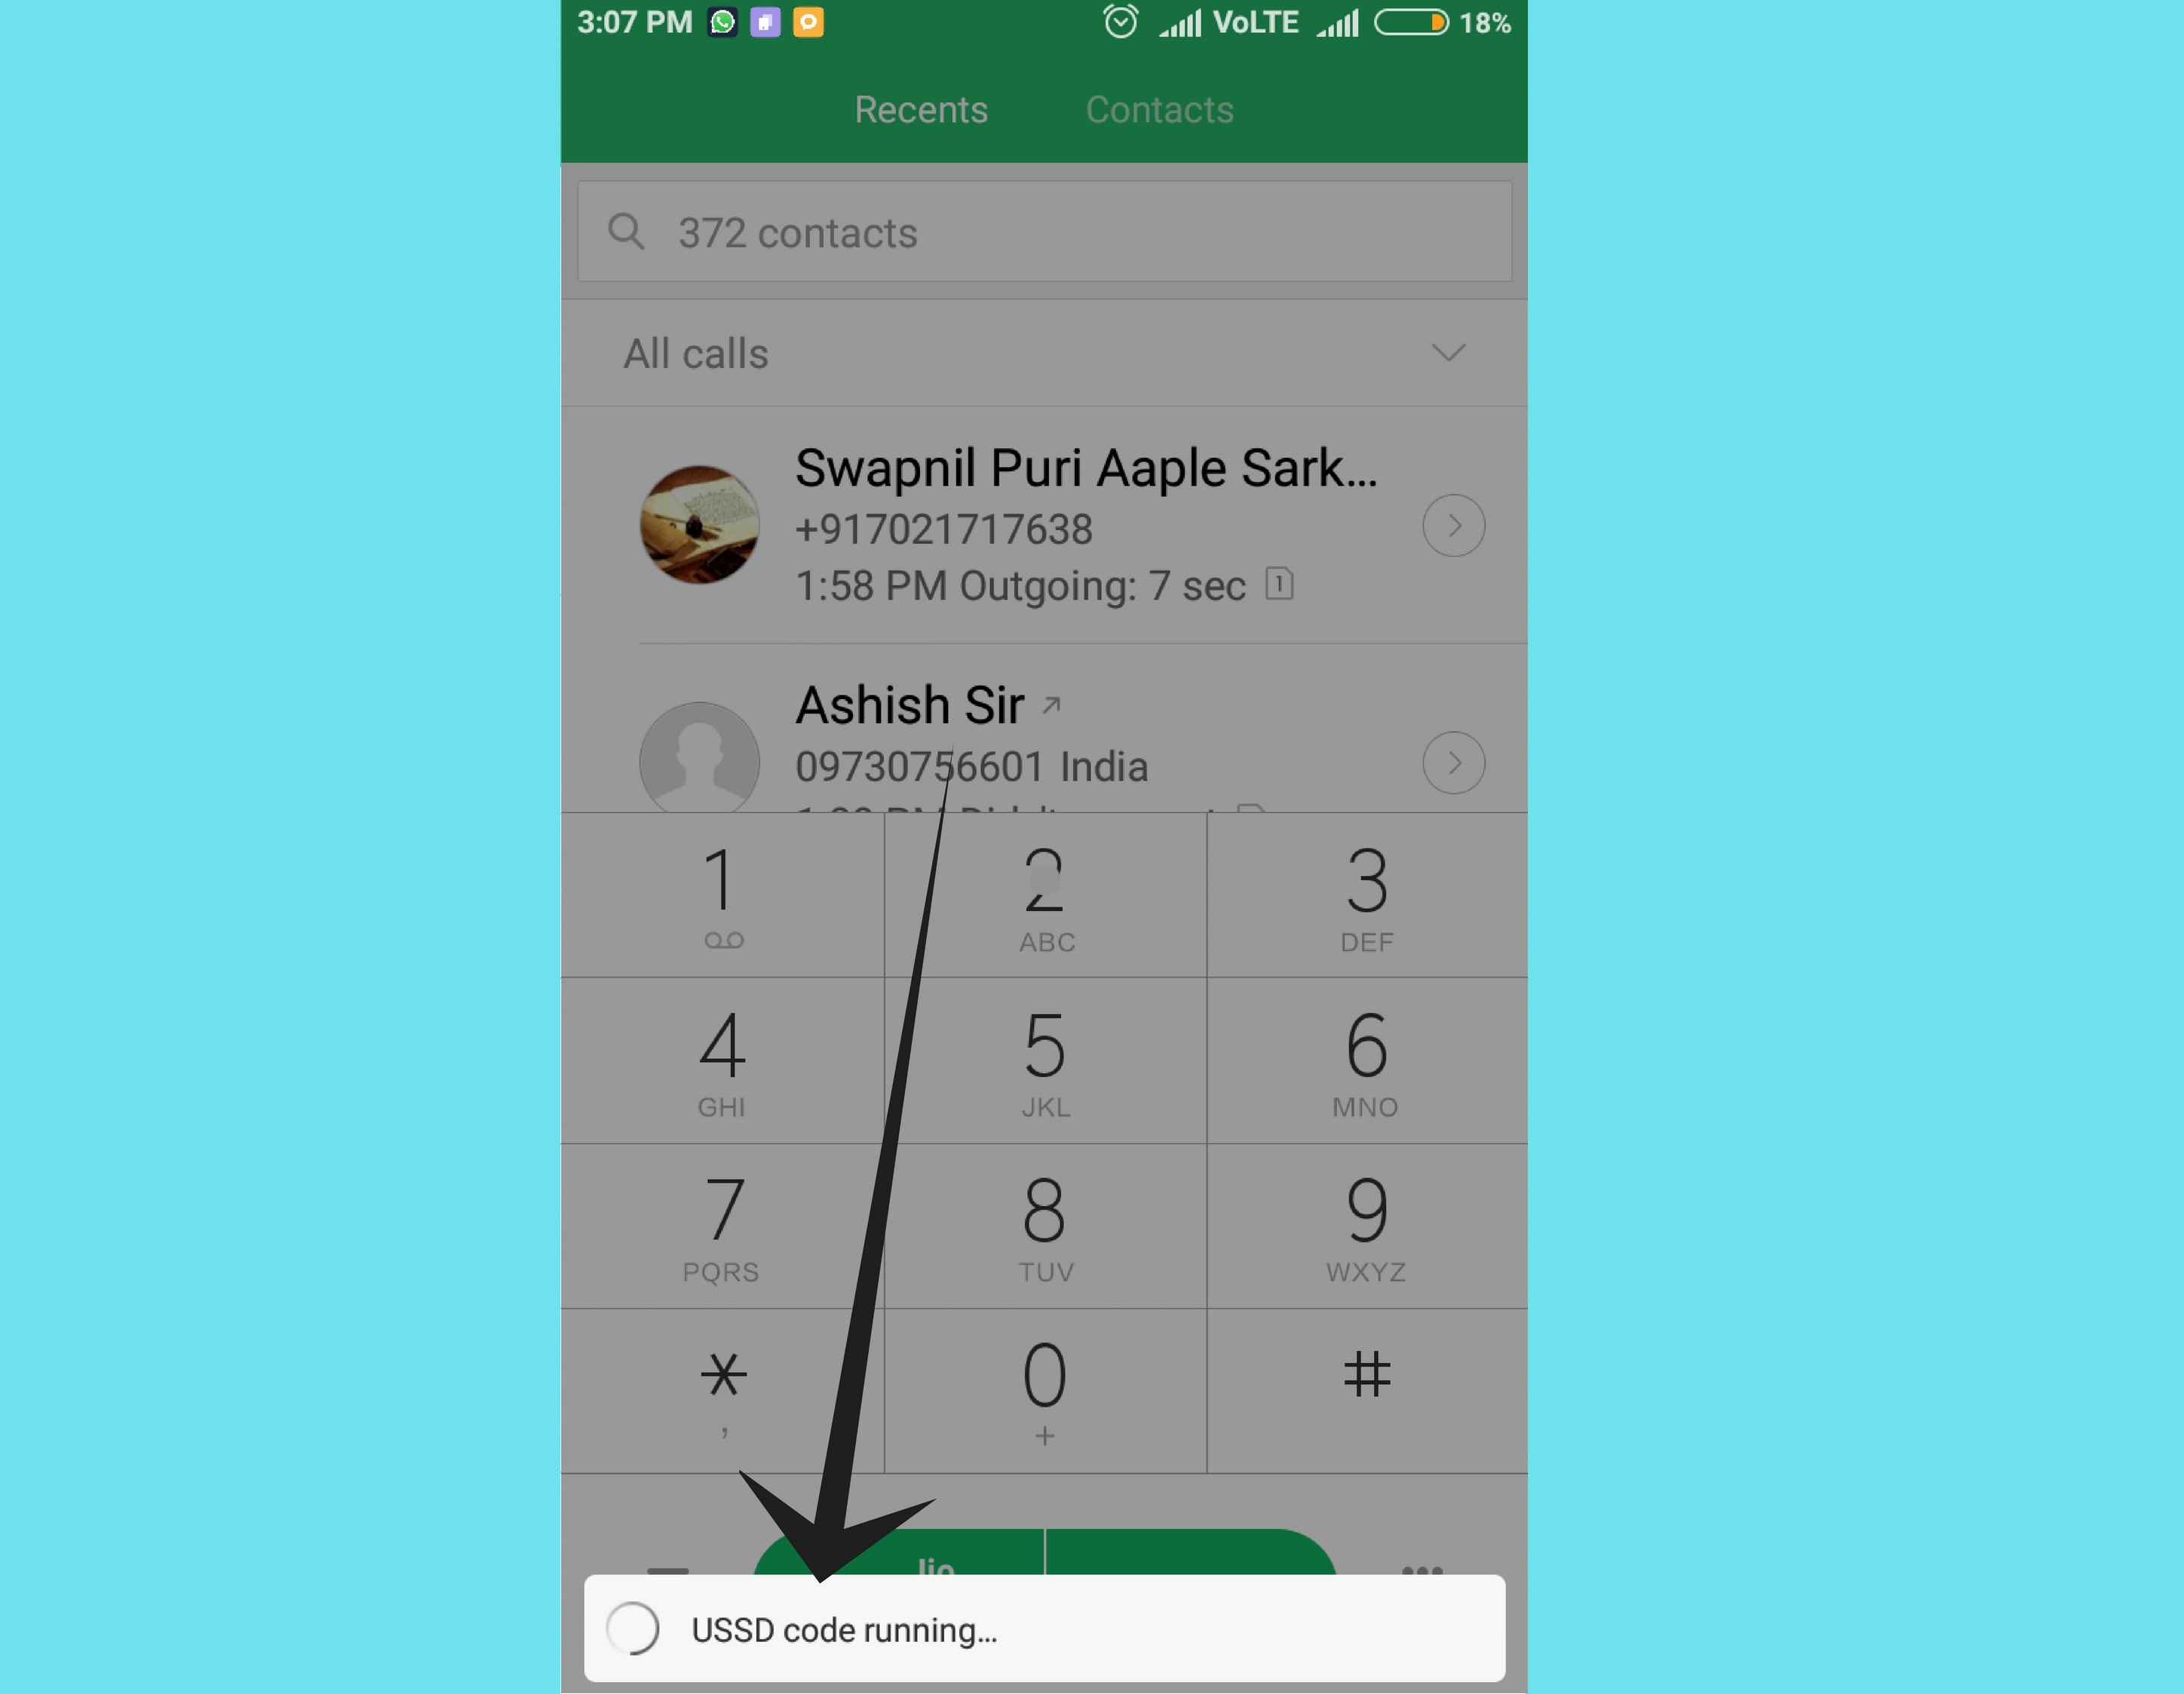 3:07 PM VoLTE 18%
Recents Contacts
372 contacts
All calls
Swapnil Puri Aaple Sark...
+917021717638
1:58 PM Outgoing: 7 sec 1
Ashish Sir
09730756601 India
1 2 3
ABC DEF
4 5 6
GHI JKL MNO
7 8 9
PQRS TUV WXYZ
* 0 #
, +
USSD code running...